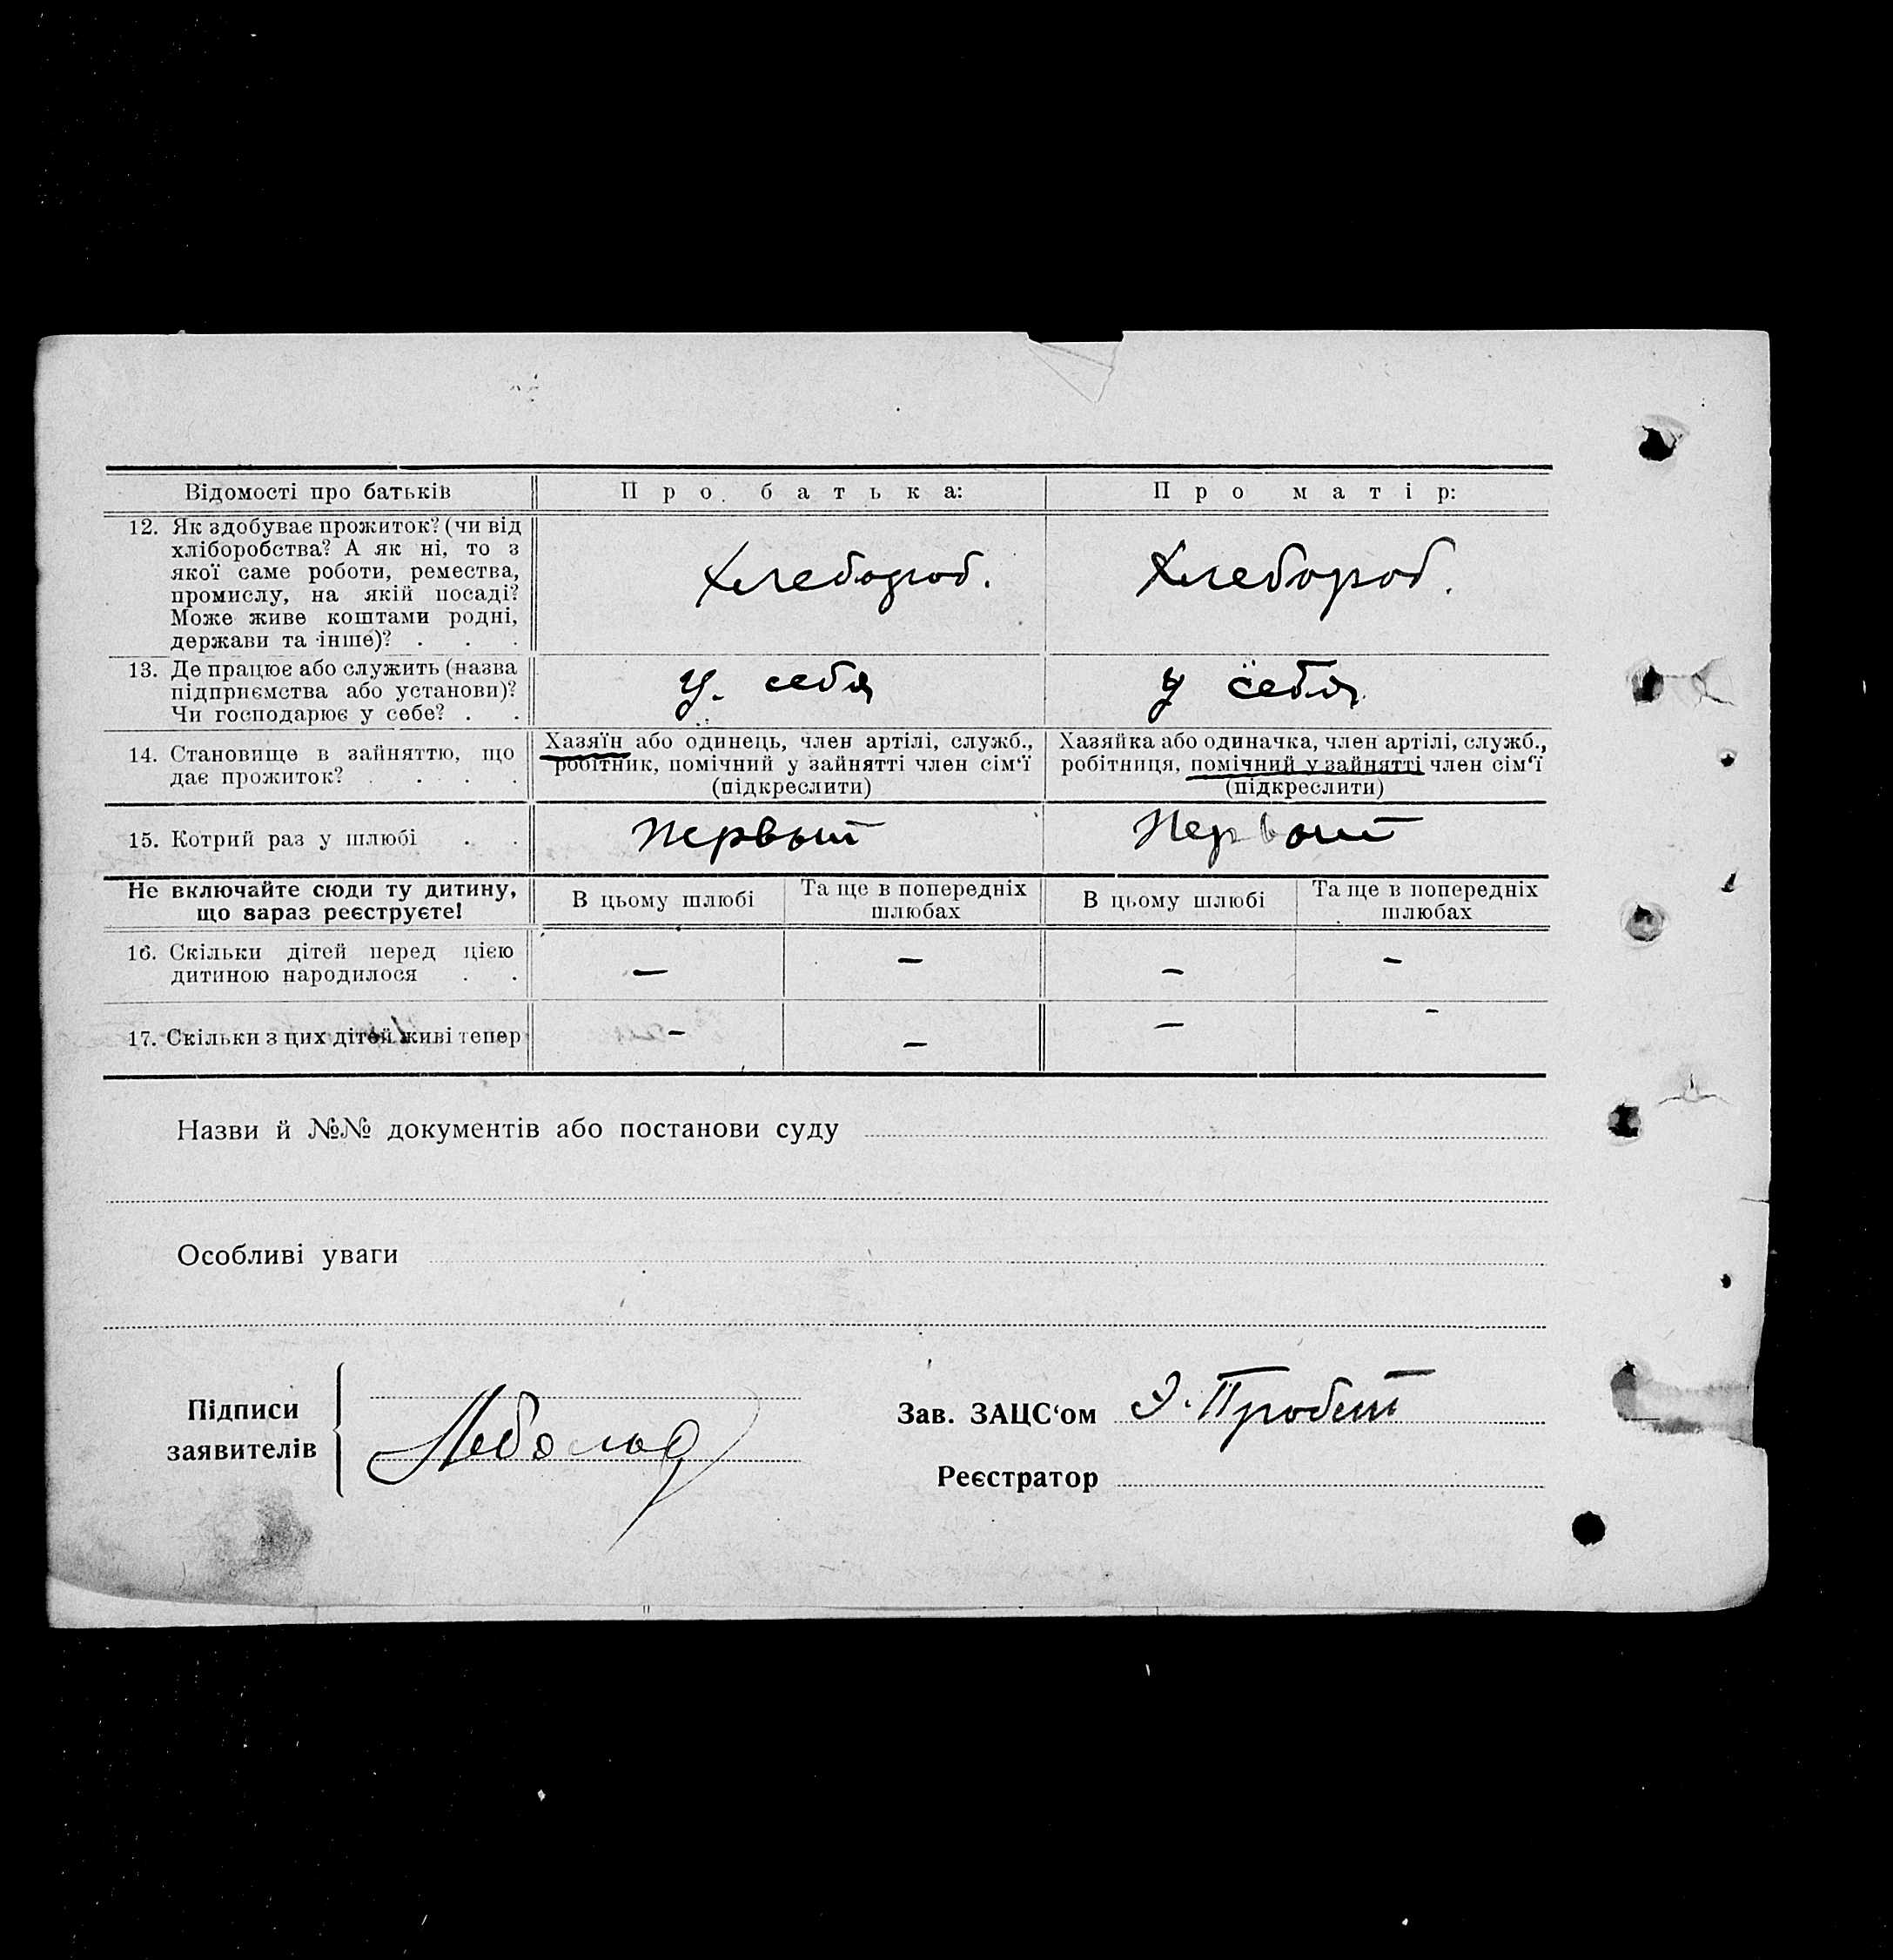 Відомості про батьків
Про батька:
Про матір:
12. Як здобуває прожиток? (чи від
хліборобства? А як ні, то з
якої саме роботи, ремества,
промислу, на якій посаді?
Може живе коштами родні,
держави та інше)? . . .
Хлебороб.
Хлебороб.
13. Де працює або служить (назва
підприємства або установи)?
Чи господарює у себе? . .
У. себя
у себя
14. Становище в зайняттю, що
дає прожиток? . . . .
Хазяїн або одинець, член артілі, служб.,
робітник, помічний у зайнятті член сім'ї
(підкреслити)
Хазяйка або одиначка, член артілі, служб.,
робітниця, помічний у зайнятті член сім'ї
(підкреслити)
15. Котрий раз у шлюбі . .
первый
Первый
Не включайте сюди ту дитину,
що зараз реєструєте!
В цьому шлюбі
Та ще в попередніх
шлюбах
В цьому шлюбі
Та ще в попередніх
шлюбах
16. Скільки дітей перед цією
дитиною народилося . .
— — — —
17. Скільки з цих дітей живі тепер
— — — —
Назви й №№ документів або постанови суду
Особливі уваги
Підписи
заявителів
Зав. ЗАЦС'ом
Э. Пробст
Реєстратор